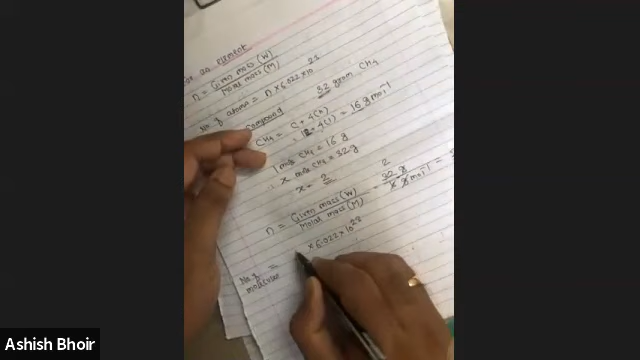 For an element
n = Given mass (W)
Molar mass (M)
No of atoms = n × 6.022 × 10^23
Compound 32 gram CH4
CH4 = C + 4(H)
= 12 + 4(1) = 16 g mol-1
1 mole CH4 = 16 g
x mole CH4 = 32 g
x = 2
n = Given mass (W) = 32 g
Molar mass (M) 16 g mol-1 =
No. of molecules = × 6.022 × 10^23
Ashish Bhoir